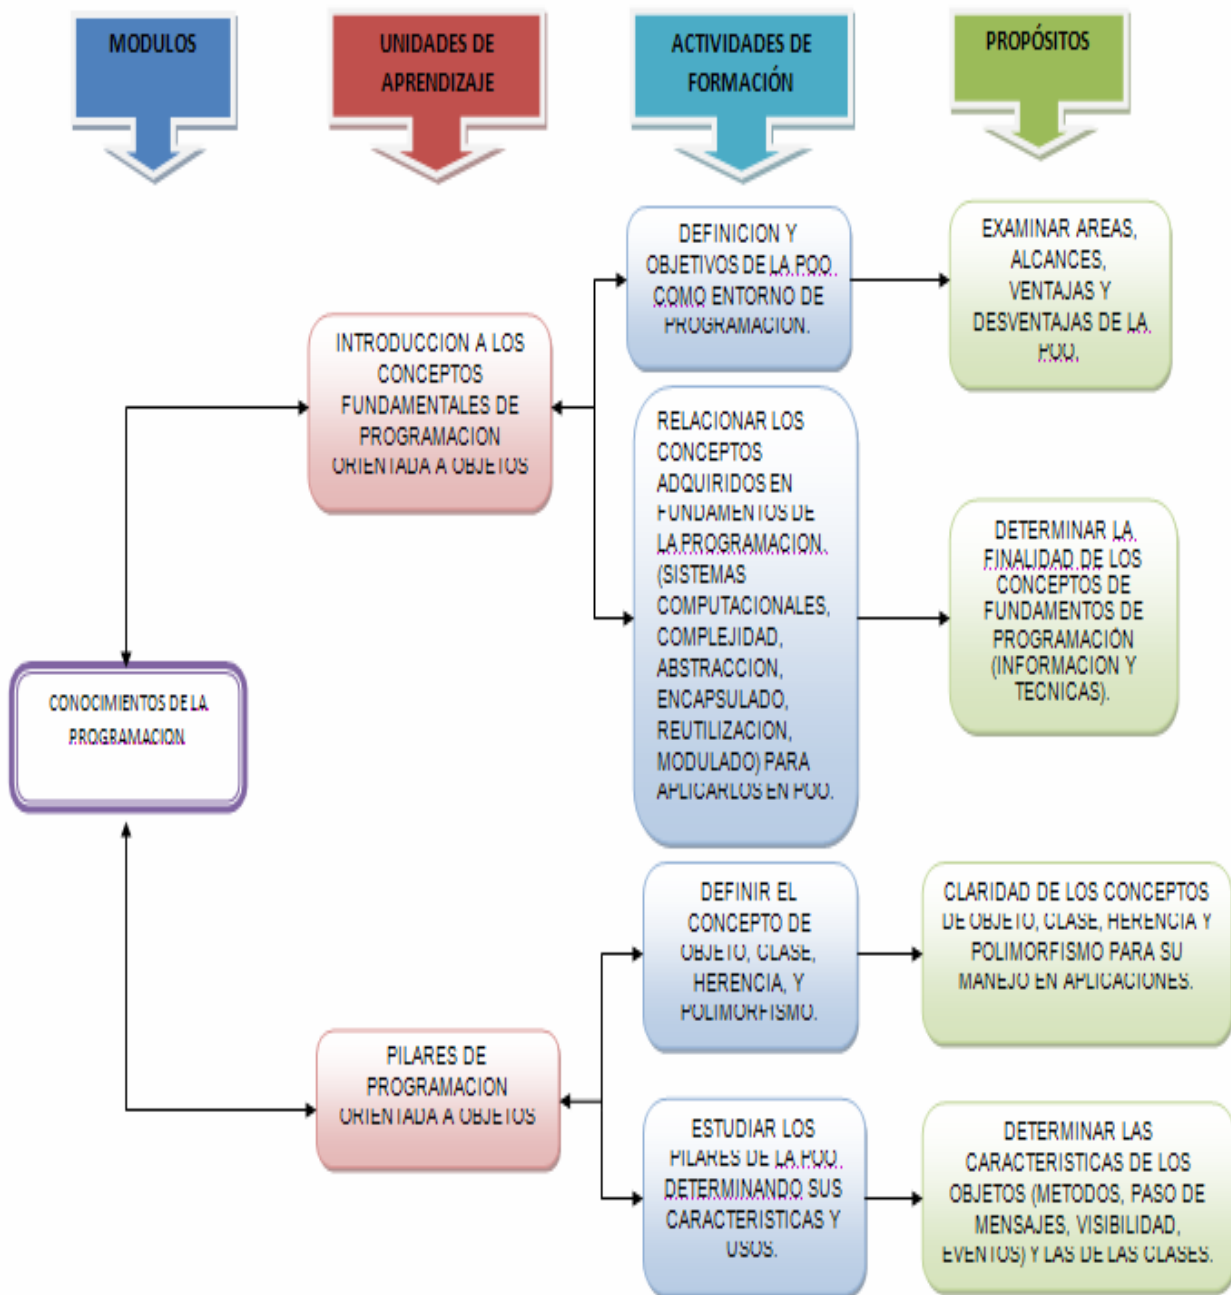 MODULOS
UNIDADES DE
APRENDIZAJE
ACTIVIDADES DE
FORMACIÓN
PROPÓSITOS
DEFINICION Y
OBJETIVOS DE LA POO
COMO ENTORNO DE
PROGRAMACION.
EXAMINAR AREAS,
ALCANCES,
VENTAJAS Y
DESVENTAJAS DE LA
POO.
INTRODUCCION A LOS
CONCEPTOS
FUNDAMENTALES DE
PROGRAMACION
ORIENTADA A OBJETOS
RELACIONAR LOS
CONCEPTOS
ADQUIRIDOS EN
FUNDAMENTOS DE
LA PROGRAMACION.
(SISTEMAS
COMPUTACIONALES,
COMPLEJIDAD,
ABSTRACCION,
ENCAPSULADO,
REUTILIZACION,
MODULADO) PARA
APLICARLOS EN POO.
DETERMINAR LA
FINALIDAD DE LOS
CONCEPTOS DE
FUNDAMENTOS DE
PROGRAMACIÓN
(INFORMACION Y
TECNICAS).
CONOCIMIENTOS DE LA
PROGRAMACION
DEFINIR EL
CONCEPTO DE
OBJETO, CLASE,
HERENCIA, Y
POLIMORFISMO.
CLARIDAD DE LOS CONCEPTOS
DE OBJETO, CLASE, HERENCIA Y
POLIMORFISMO PARA SU
MANEJO EN APLICACIONES.
PILARES DE
PROGRAMACION
ORIENTADA A OBJETOS
ESTUDIAR LOS
PILARES DE LA POO
DETERMINANDO SUS
CARACTERISTICAS Y
USOS.
DETERMINAR LAS
CARACTERISTICAS DE LOS
OBJETOS (METODOS, PASO DE
MENSAJES, VISIBILIDAD,
EVENTOS) Y LAS DE LAS CLASES.